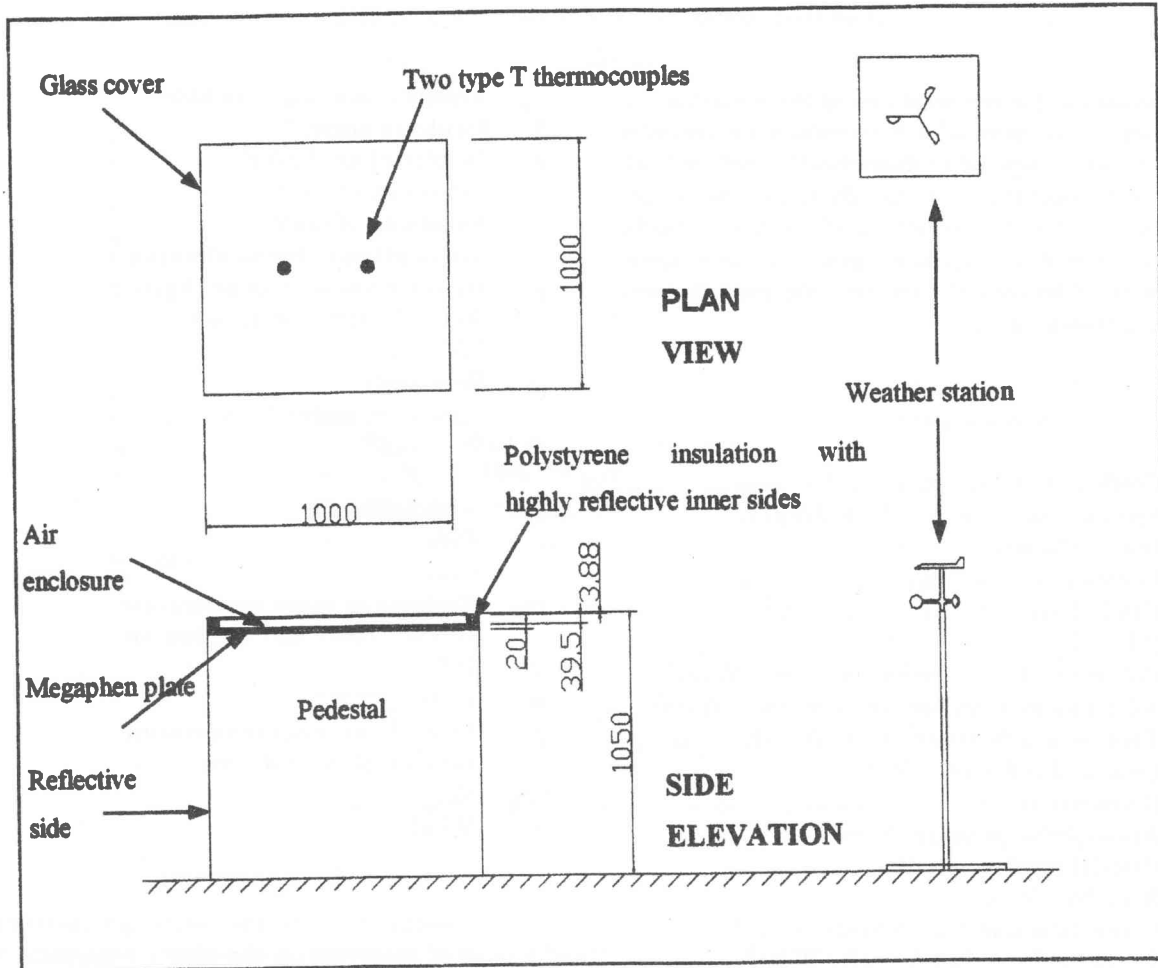 Glass cover
Two type T thermocouples
1000
PLAN
VIEW
Weather station
1000
Polystyrene insulation with
highly reflective inner sides
Air
enclosure
3.88
20
39.5
Megaphen plate
Pedestal
1050
Reflective
side
SIDE
ELEVATION